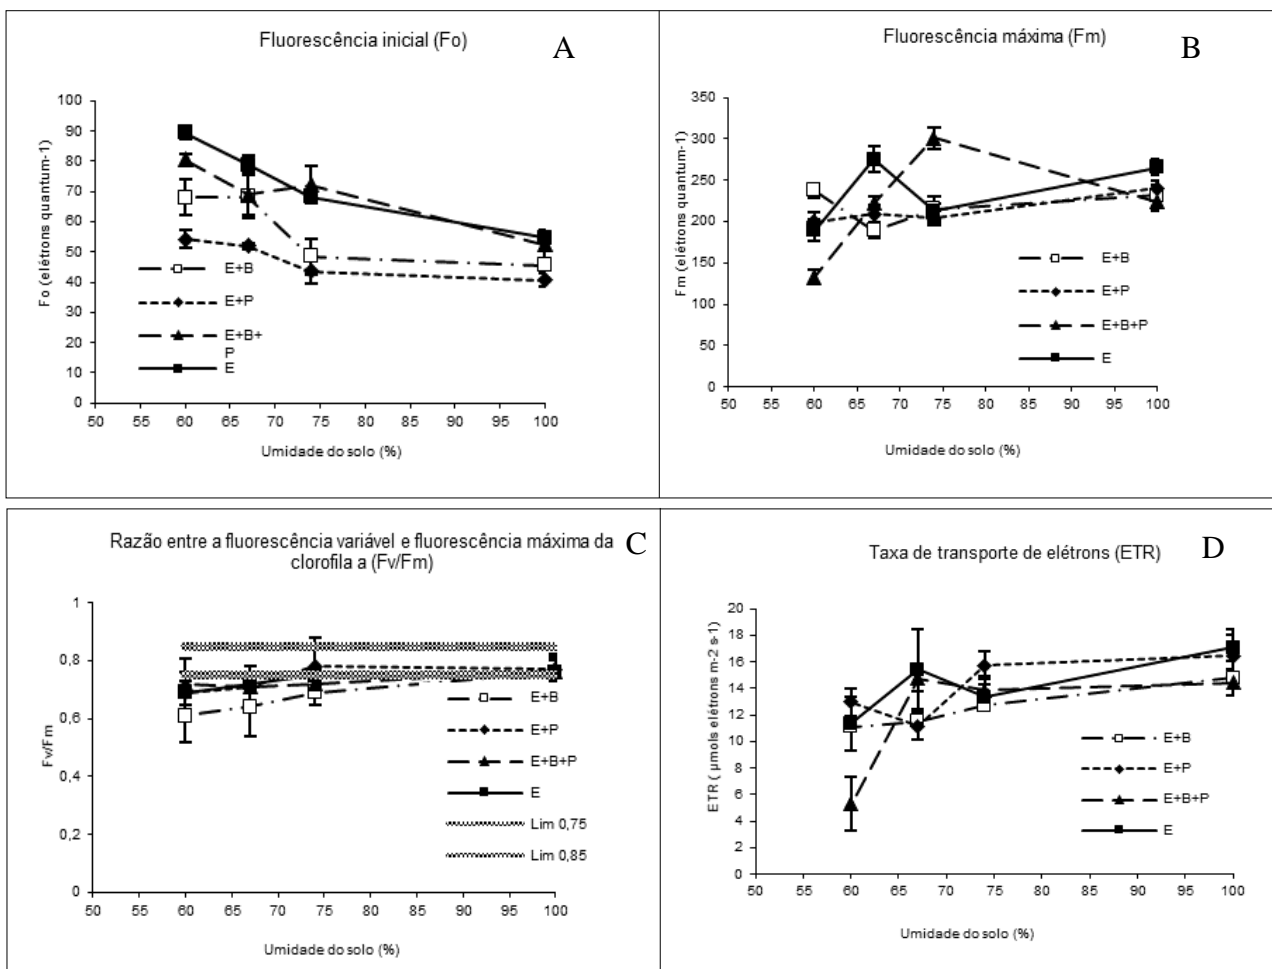 Fluorescência inicial (Fo)
A
100
90
80
70
60
50
40
30
20
10
0
Fo (elétrons quantum-1)
E+B
E+P
E+B+
P
E
50 55 60 65 70 75 80 85 90 95 100
Umidade do solo (%)
Fluorescência máxima (Fm)
B
350
300
250
200
150
100
50
0
Fm (elétrons quantum-1)
E+B
E+P
E+B+P
E
50 55 60 65 70 75 80 85 90 95 100
Umidade do solo (%)
Razão entre a fluorescência variável e fluorescência máxima da
clorofila a (Fv/Fm)
C
1
0,8
0,6
0,4
0,2
0
Fv/Fm
E+B
E+P
E+B+P
E
Lim 0,75
Lim 0,85
50 55 60 65 70 75 80 85 90 95 100
Umidade do solo (%)
Taxa de transporte de elétrons (ETR)
D
20
18
16
14
12
10
8
6
4
2
0
ETR ( µmols elétrons m-2 s-1)
E+B
E+P
E+B+P
E
50 55 60 65 70 75 80 85 90 95 100
Umidade do solo (%)